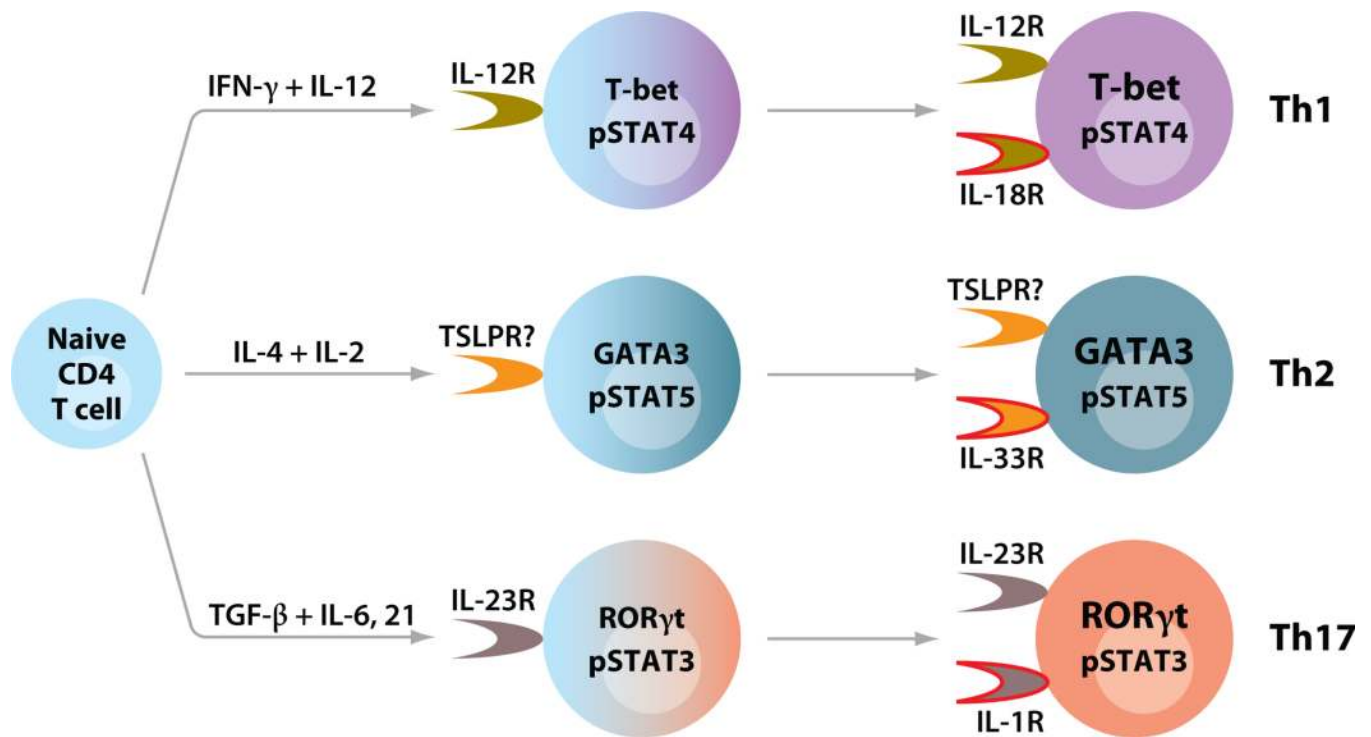 IFN-γ + IL-12
IL-12R
T-bet
pSTAT4
IL-12R
T-bet
pSTAT4
IL-18R
Th1
Naive
CD4
T cell
IL-4 + IL-2
TSLPR?
GATA3
pSTAT5
TSLPR?
GATA3
pSTAT5
IL-33R
Th2
TGF-β + IL-6, 21
IL-23R
RORγt
pSTAT3
IL-23R
RORγt
pSTAT3
IL-1R
Th17